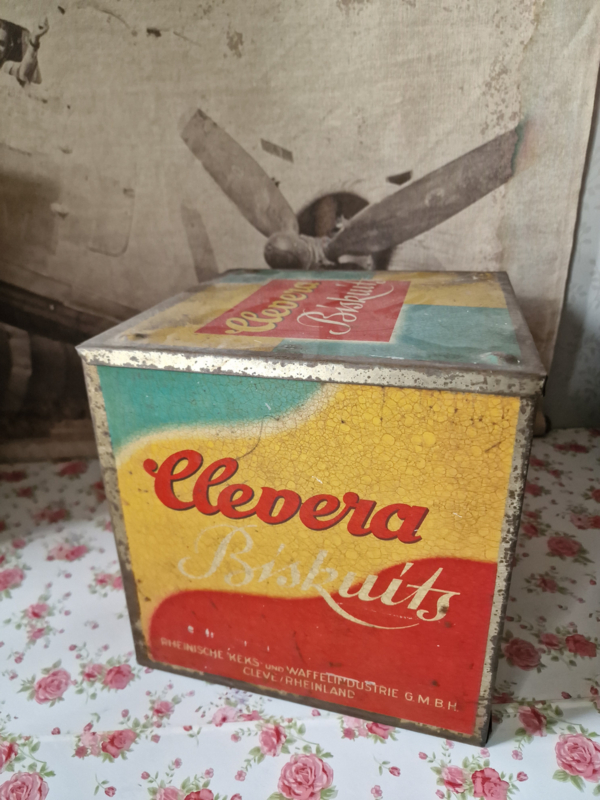 Clevera
Biskuits
Clevera
Biskuits
RHEINISCHE KEKS- UND WAFFELINDUSTRIE G.M.B.H.
CLEVE/RHEINLAND